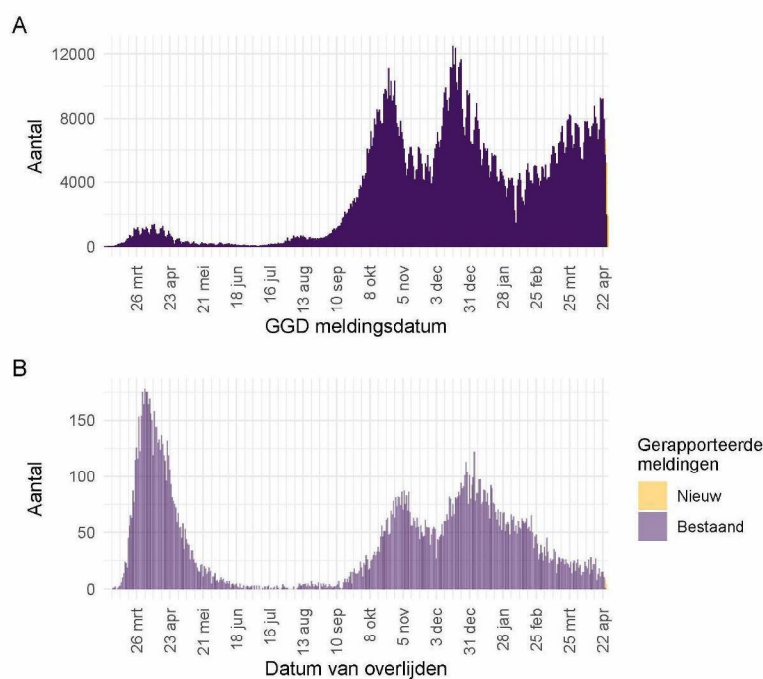 A
12000
8000
4000
0
Aantal
26 mrt
23 apr
21 mei
18 jun
16 jul
13 aug
10 sep
8 okt
5 nov
3 dec
31 dec
28 jan
25 feb
25 mrt
22 apr
GGD meldingsdatum
B
150
100
50
0
Aantal
26 mrt
23 apr
21 mei
18 jun
16 jul
13 aug
10 sep
8 okt
5 nov
3 dec
31 dec
28 jan
25 feb
25 mrt
22 apr
Datum van overlijden
Gerapporteerde
meldingen
Nieuw
Bestaand